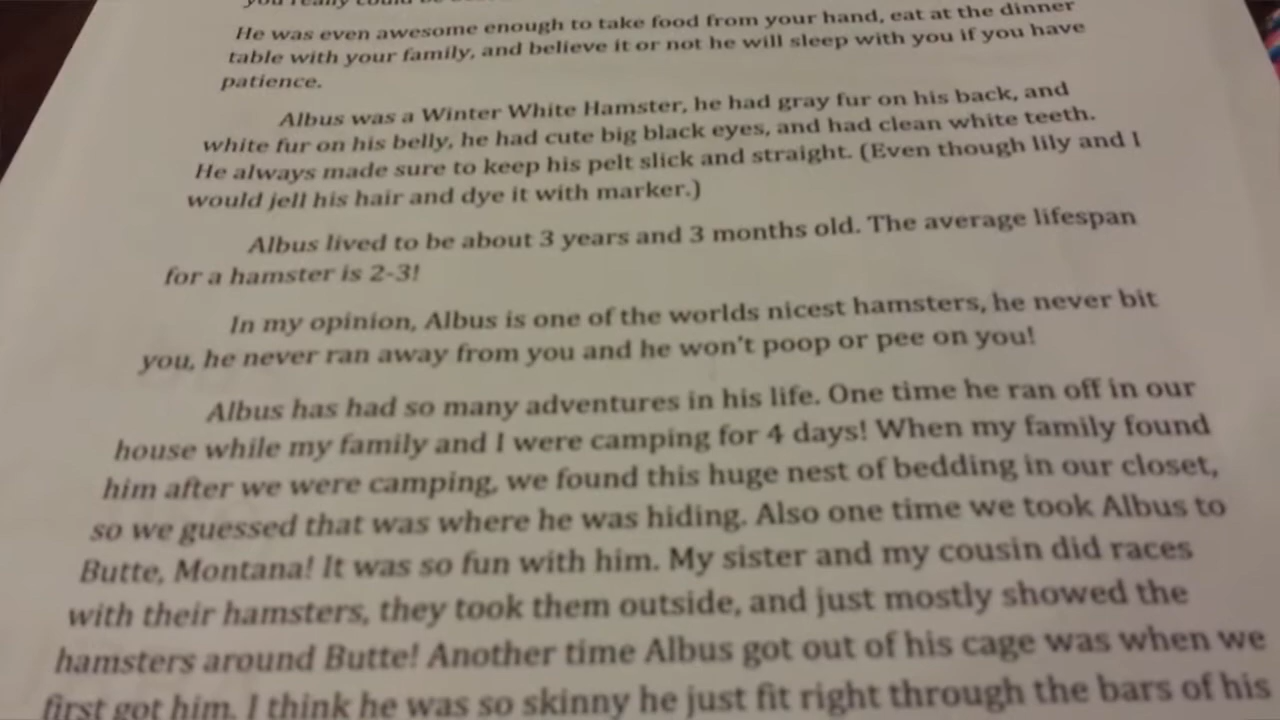 you really could be
He was even awesome enough to take food from your hand, eat at the dinner
table with your family, and believe it or not he will sleep with you if you have
patience.
Albus was a Winter White Hamster, he had gray fur on his back, and
white fur on his belly, he had cute big black eyes, and had clean white teeth.
He always made sure to keep his pelt slick and straight. (Even though lily and I
would jell his hair and dye it with marker.)
Albus lived to be about 3 years and 3 months old. The average lifespan
for a hamster is 2-3!
In my opinion, Albus is one of the worlds nicest hamsters, he never bit
you, he never ran away from you and he won't poop or pee on you!
Albus has had so many adventures in his life. One time he ran off in our
house while my family and I were camping for 4 days! When my family found
him after we were camping, we found this huge nest of bedding in our closet,
so we guessed that was where he was hiding. Also one time we took Albus to
Butte, Montana! It was so fun with him. My sister and my cousin did races
with their hamsters, they took them outside, and just mostly showed the
hamsters around Butte! Another time Albus got out of his cage was when we
first got him. I think he was so skinny he just fit right through the bars of his